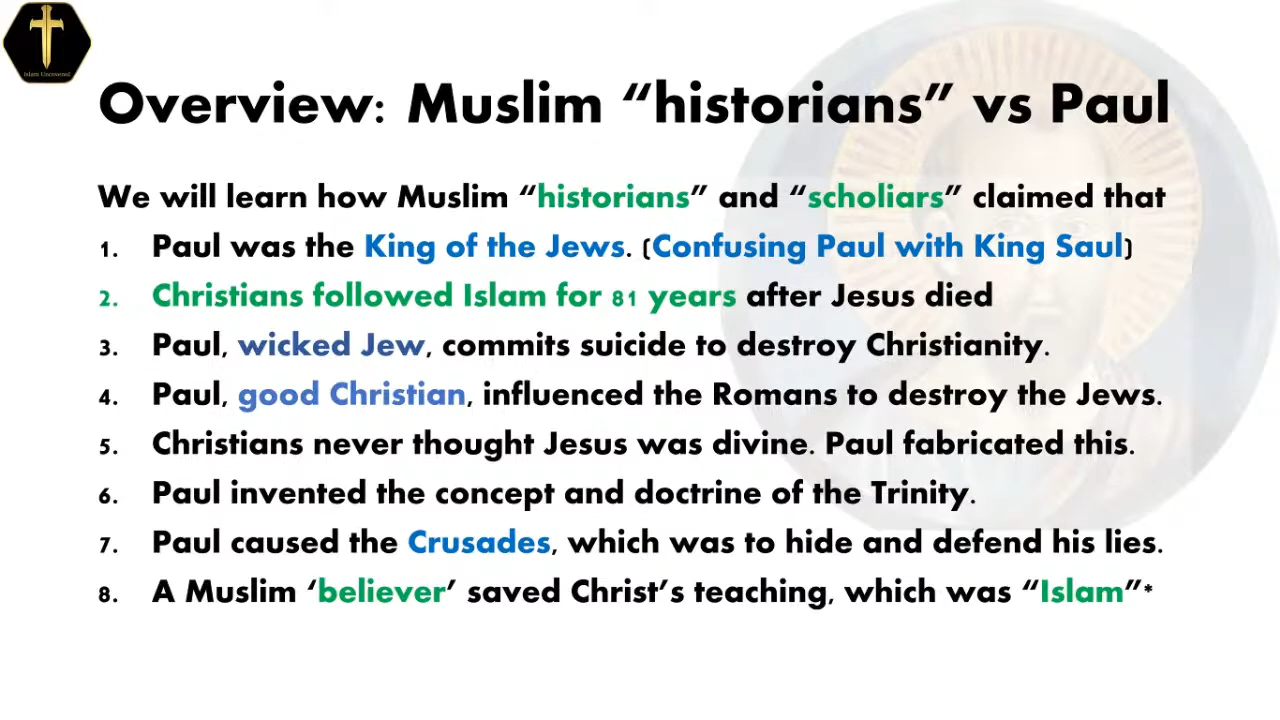 Islam Uncovered
Overview: Muslim “historians” vs Paul
We will learn how Muslim “historians” and “scholiars” claimed that
1. Paul was the King of the Jews. (Confusing Paul with King Saul)
2. Christians followed Islam for 81 years after Jesus died
3. Paul, wicked Jew, commits suicide to destroy Christianity.
4. Paul, good Christian, influenced the Romans to destroy the Jews.
5. Christians never thought Jesus was divine. Paul fabricated this.
6. Paul invented the concept and doctrine of the Trinity.
7. Paul caused the Crusades, which was to hide and defend his lies.
8. A Muslim ‘believer’ saved Christ’s teaching, which was “Islam”*